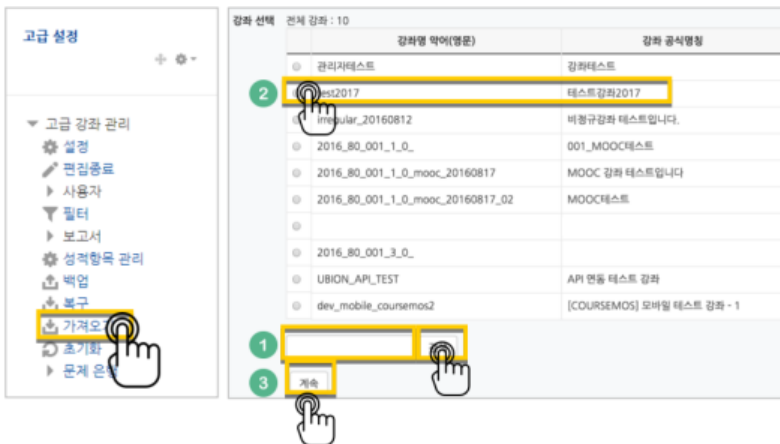 고급 설정
고급 강좌 관리
설정
편집종료
사용자
필터
보고서
성적항목 관리
백업
복구
가져오기
초기화
문제 은행
강좌 선택 전체 강좌 : 10
강좌명 약어(영문) 강좌 공식명칭
관리자테스트 강좌테스트
2 test2017 테스트강좌2017
irregular_20160812 비정규강좌 테스트입니다.
2016_80_001_1_0_ 001_MOOC테스트
2016_80_001_1_0_mooc_20160817 MOOC 강좌 테스트입니다
2016_80_001_1_0_mooc_20160817_02 MOOC테스트
2016_80_001_3_0_
UBION_API_TEST API 연동 테스트 강좌
dev_mobile_coursemos2 [COURSEMOS] 모바일 테스트 강좌 - 1
1
3 계속